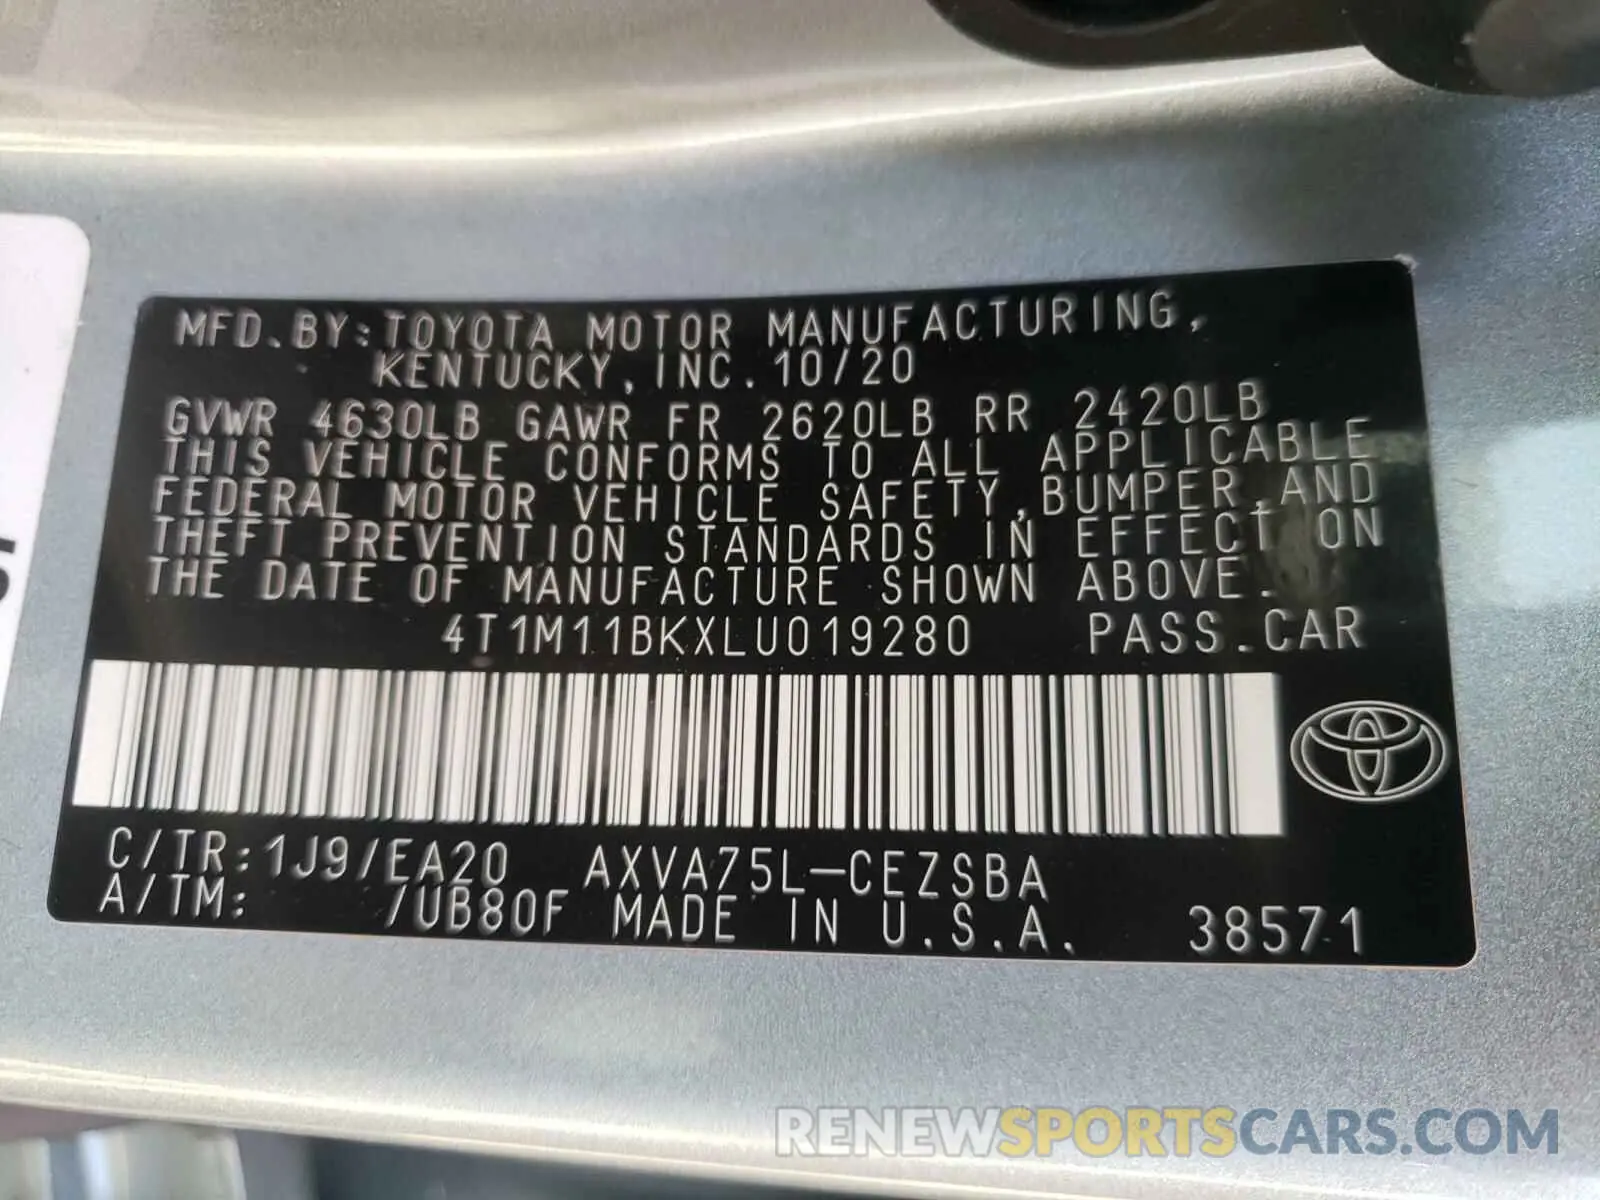 MFD.BY:TOYOTA MOTOR MANUFACTURING,
KENTUCKY,INC.10/20
GVWR 4630LB GAWR FR 2620LB RR 2420LB
THIS VEHICLE CONFORMS TO ALL APPLICABLE
FEDERAL MOTOR VEHICLE SAFETY,BUMPER,AND
THEFT PREVENTION STANDARDS IN EFFECT ON
THE DATE OF MANUFACTURE SHOWN ABOVE.
4T1M11BKXLU019280 PASS.CAR
C/TR:1J9/EA20 AXVA75L-CEZSBA
A/TM: /UB80F MADE IN U.S.A. 38571
RENEWSPORTSCARS.COM